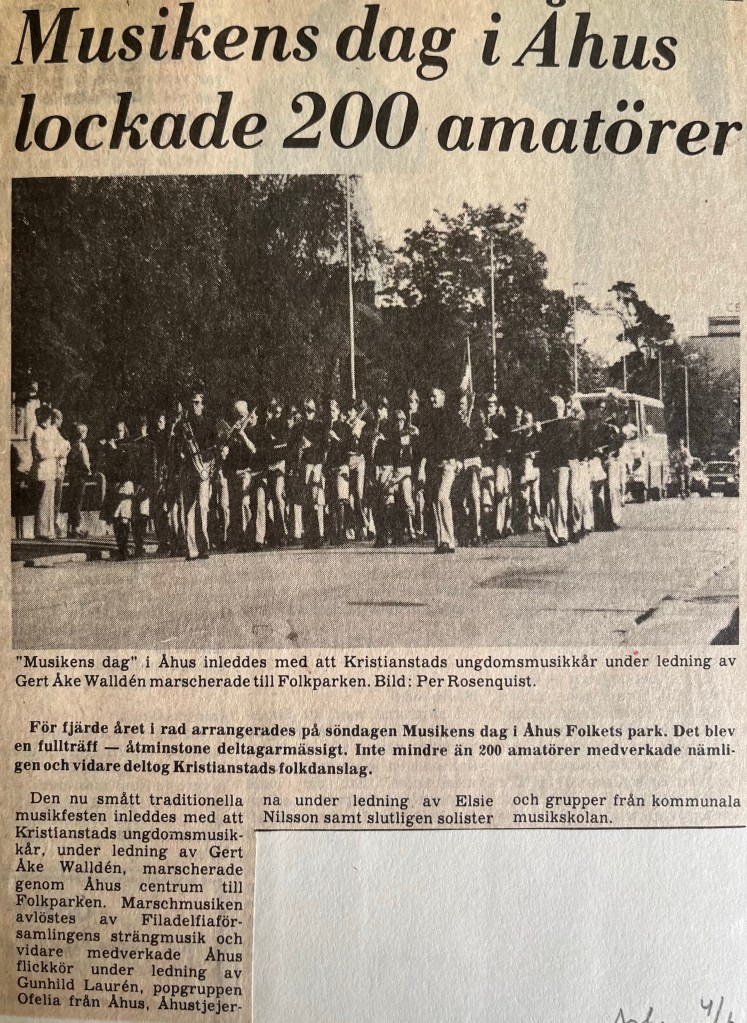 Musikens dag i Åhus
lockade 200 amatörer
"Musikens dag" i Åhus inleddes med att Kristianstads ungdomsmusikkår under ledning av
Gert Åke Walldén marscherade till Folkparken. Bild: Per Rosenquist.
För fjärde året i rad arrangerades på söndagen Musikens dag i Åhus Folkets park. Det blev
en fullträff — åtminstone deltagarmässigt. Inte mindre än 200 amatörer medverkade nämli-
gen och vidare deltog Kristianstads folkdanslag.
Den nu smått traditionella
musikfesten inleddes med att
Kristianstads ungdomsmusik-
kår, under ledning av Gert
Åke Walldén, marscherade
genom Åhus centrum till
Folkparken. Marschmusiken
avlöstes av Filadelfiaför-
samlingens strängmusik och
vidare medverkade Åhus
flickkör under ledning av
Gunhild Laurén, popgruppen
Ofelia från Åhus, Åhustjejer-
na under ledning av Elsie
Nilsson samt slutligen solister
och grupper från kommunala
musikskolan.